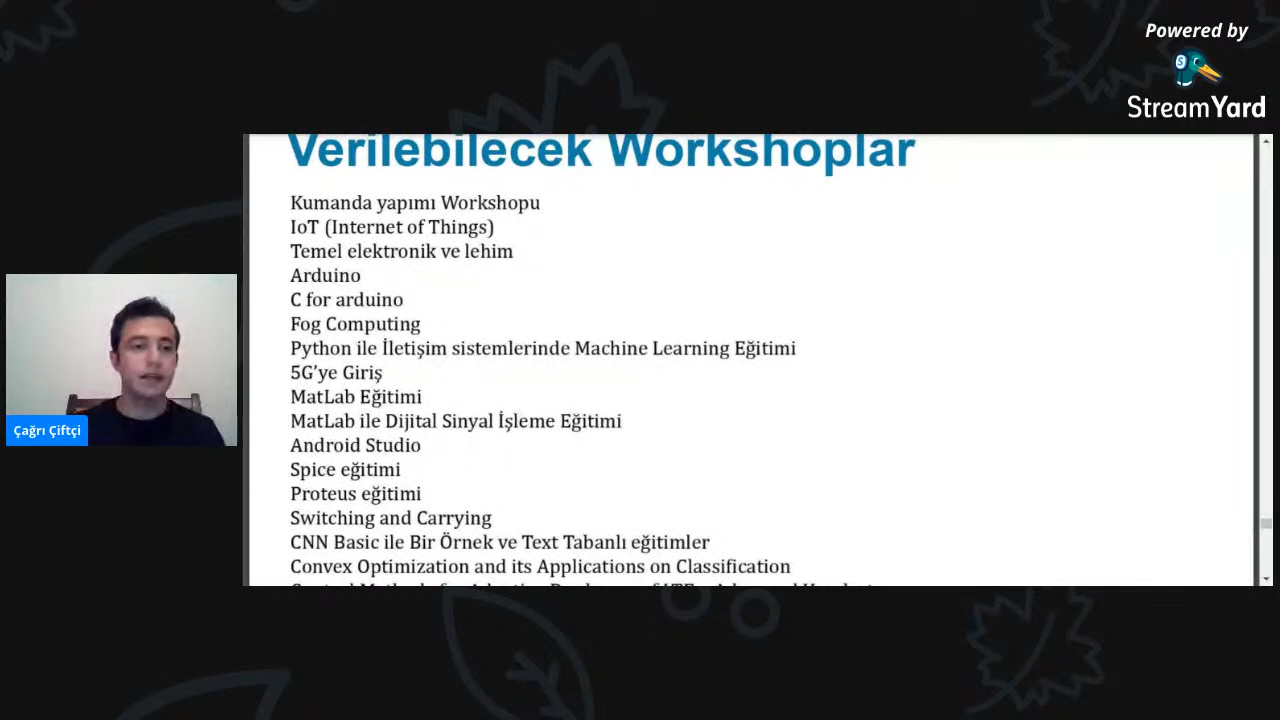 Powered by
StreamYard
Verilebilecek Workshoplar
Kumanda yapımı Workshopu
IoT (Internet of Things)
Temel elektronik ve lehim
Arduino
C for arduino
Fog Computing
Python ile İletişim sistemlerinde Machine Learning Eğitimi
5G’ye Giriş
MatLab Eğitimi
MatLab ile Dijital Sinyal İşleme Eğitimi
Android Studio
Spice eğitimi
Proteus eğitimi
Switching and Carrying
CNN Basic ile Bir Örnek ve Text Tabanlı eğitimler
Convex Optimization and its Applications on Classification
Çağrı Çiftçi